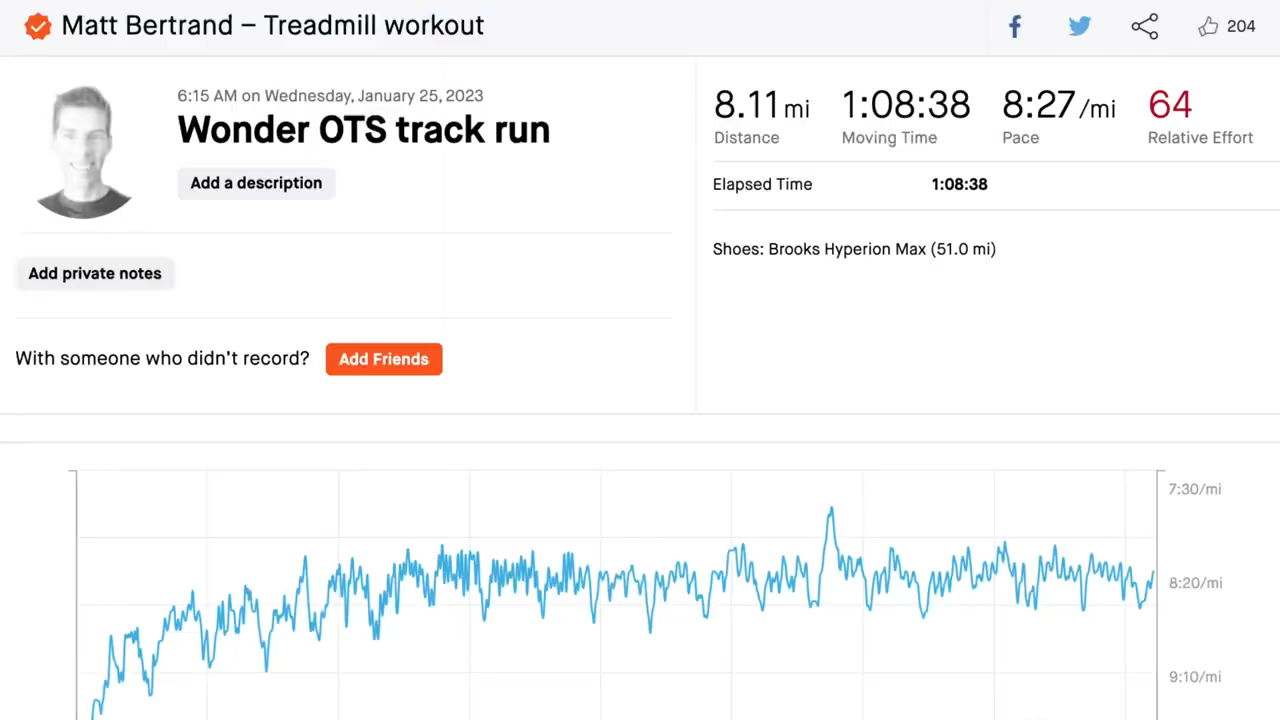 Matt Bertrand – Treadmill workout
204
6:15 AM on Wednesday, January 25, 2023
Wonder OTS track run
Add a description
Add private notes
With someone who didn't record?
Add Friends
8.11 mi
Distance
1:08:38
Moving Time
8:27 /mi
Pace
64
Relative Effort
Elapsed Time 1:08:38
Shoes: Brooks Hyperion Max (51.0 mi)
7:30/mi
8:20/mi
9:10/mi